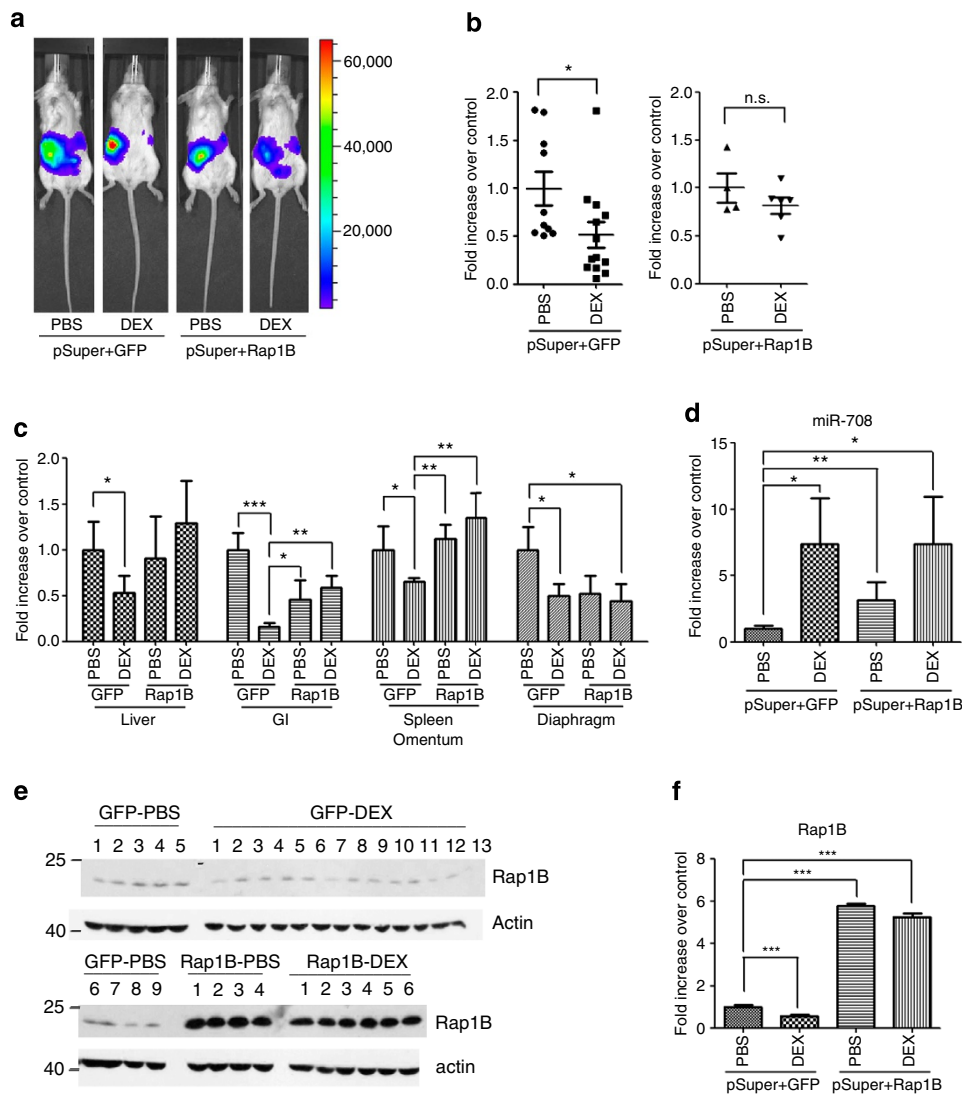 a
60,000
40,000
20,000
PBS DEX PBS DEX
pSuper+GFP pSuper+Rap1B
b
* n.s.
Fold increase over control
2.0
1.5
1.0
0.5
0.0
PBS DEX
pSuper+GFP
Fold increase over control
2.0
1.5
1.0
0.5
0.0
PBS DEX
pSuper+Rap1B
c
Fold increase over control
2.0
1.5
1.0
0.5
0.0
* *** * ** * ** ** * *
PBS DEX PBS DEX PBS DEX PBS DEX PBS DEX PBS DEX PBS DEX PBS DEX
GFP Rap1B GFP Rap1B GFP Rap1B GFP Rap1B
Liver GI Spleen Diaphragm
Omentum
d
miR-708
Fold increase over control
15
10
5
0
*
**
*
PBS DEX PBS DEX
pSuper+GFP pSuper+Rap1B
e
GFP-PBS GFP-DEX
1 2 3 4 5 1 2 3 4 5 6 7 8 9 10 11 12 13
25
Rap1B
40
Actin
GFP-PBS Rap1B-PBS Rap1B-DEX
6 7 8 9 1 2 3 4 1 2 3 4 5 6
25
Rap1B
40
actin
f
Rap1B
Fold increase over control
8
6
4
2
0
***
***
***
PBS DEX PBS DEX
pSuper+GFP pSuper+Rap1B